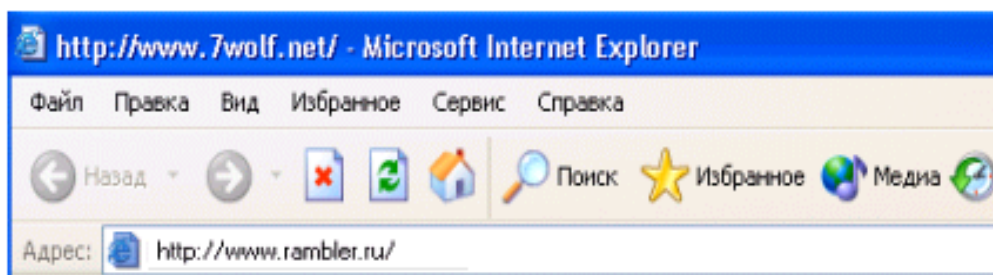 http://www.7wolf.net/ - Microsoft Internet Explorer
Файл Правка Вид Избранное Сервис Справка
Назад Поиск Избранное Медиа
Адрес: http://www.rambler.ru/